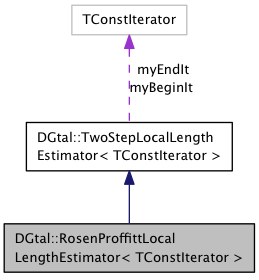 TConstIterator
myEndIt
myBeginIt
DGtal::TwoStepLocalLength
Estimator< TConstIterator >
DGtal::RosenProffittLocal
LengthEstimator< TConstIterator >